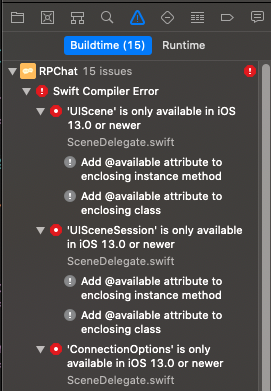 Buildtime (15) Runtime
RPChat 15 issues
Swift Compiler Error
'UIScene' is only available in iOS
13.0 or newer
SceneDelegate.swift
Add @available attribute to
enclosing instance method
Add @available attribute to
enclosing class
'UISceneSession' is only available
in iOS 13.0 or newer
SceneDelegate.swift
Add @available attribute to
enclosing instance method
Add @available attribute to
enclosing class
'ConnectionOptions' is only
available in iOS 13.0 or newer
SceneDelegate.swift